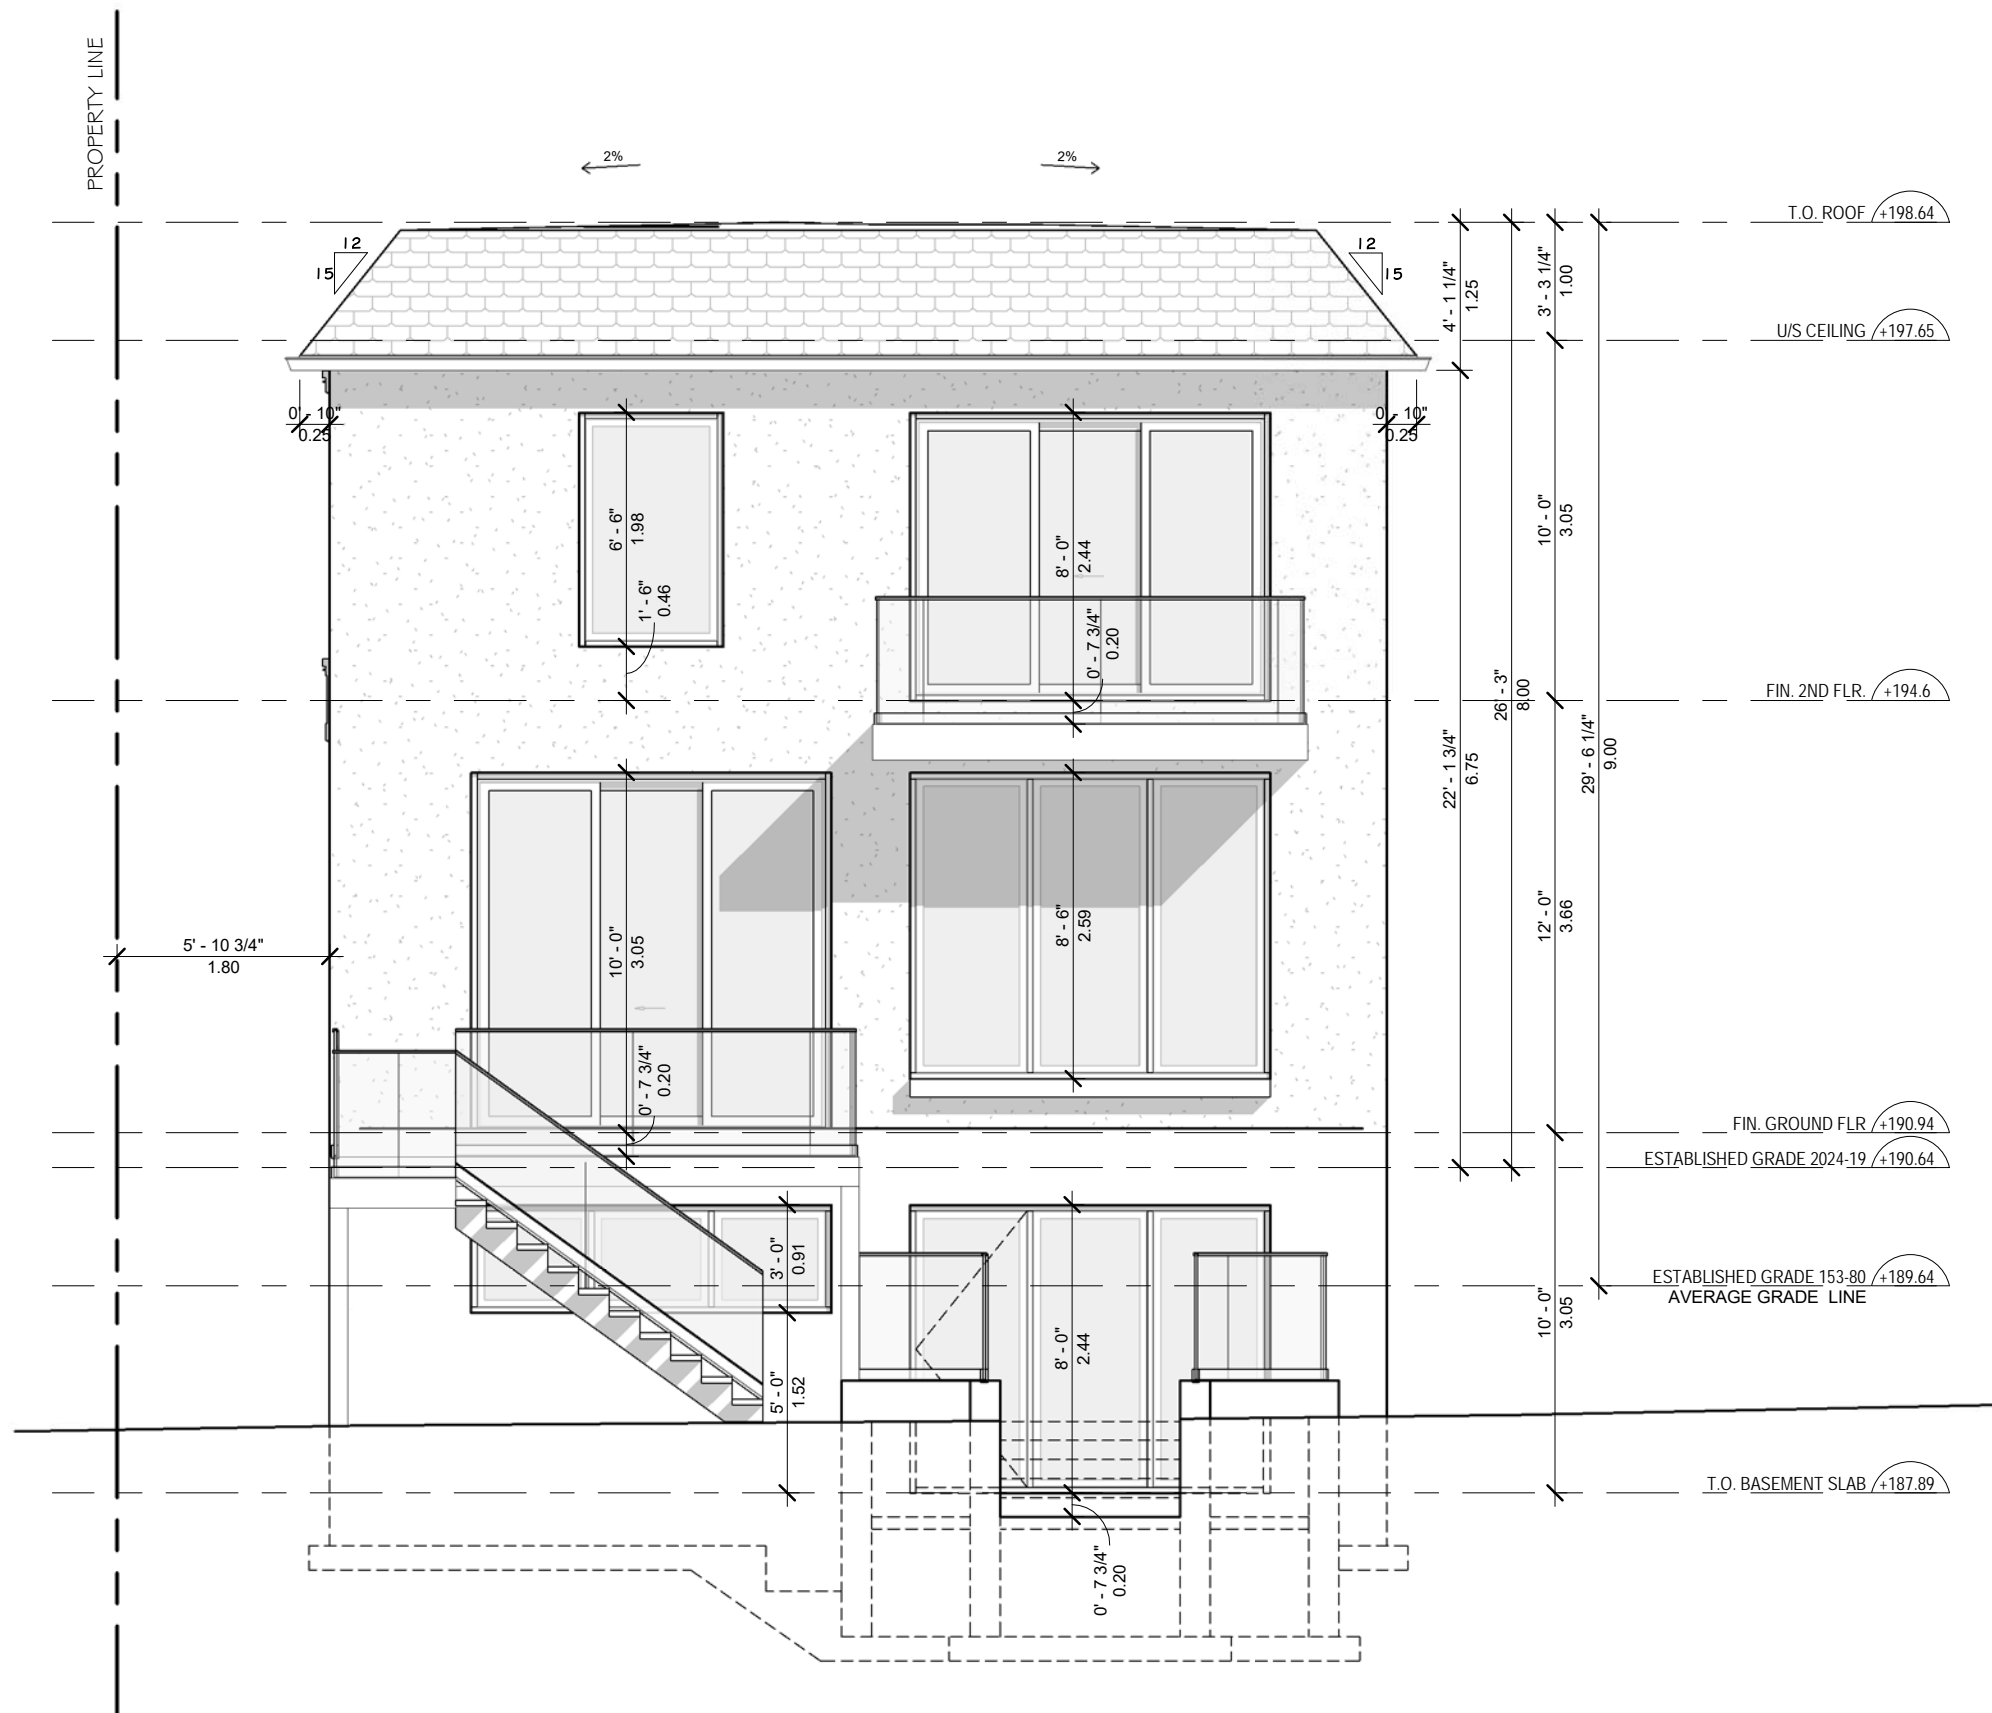 PROPERTY LINE
2%
2%
T.O. ROOF +198.64
12
15
12
15
4' - 1 1/4"
1.25
3' - 3 1/4"
1.00
U/S CEILING +197.65
0' - 10"
0.25
0' - 10"
0.25
6' - 6"
1.98
8' - 0"
2.44
10' - 0"
3.05
1' - 6"
0.46
0' - 7 3/4"
0.20
FIN. 2ND FLR. +194.6
26' - 3"
8.00
22' - 1 3/4"
6.75
29' - 6 1/4"
9.00
5' - 10 3/4"
1.80
10' - 0"
3.05
8' - 6"
2.59
12' - 0"
3.66
0' - 7 3/4"
0.20
FIN. GROUND FLR +190.94
ESTABLISHED GRADE 2024-19 +190.64
3' - 0"
0.91
ESTABLISHED GRADE 153-80 +189.64
AVERAGE GRADE LINE
8' - 0"
2.44
10' - 0"
3.05
5' - 0"
1.52
T.O. BASEMENT SLAB +187.89
0' - 7 3/4"
0.20